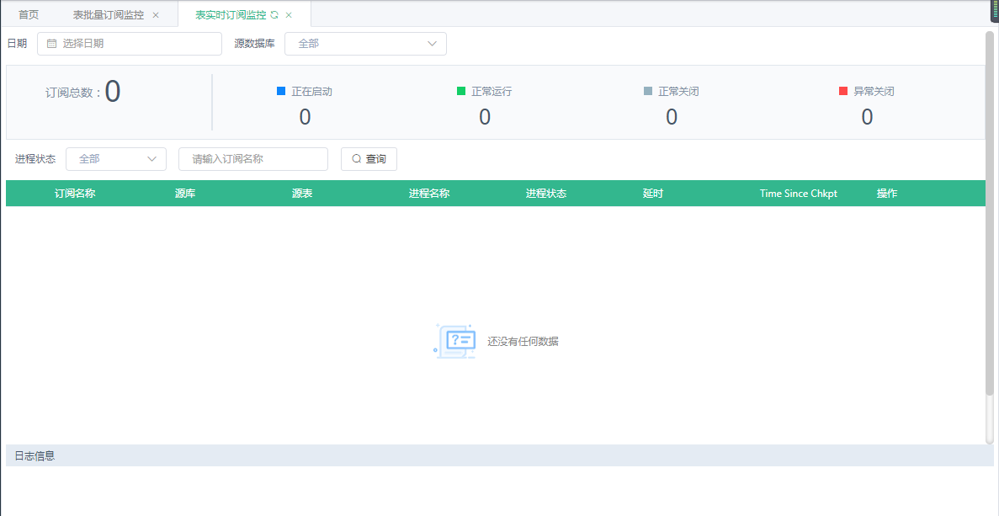 首页 表批量订阅监控 表实时订阅监控
日期 选择日期 源数据库 全部
订阅总数：0 正在启动 正常运行 正常关闭 异常关闭
0 0 0 0
进程状态 全部 请输入订阅名称 查询
订阅名称 源库 源表 进程名称 进程状态 延时 Time Since Chkpt 操作
还没有任何数据
日志信息